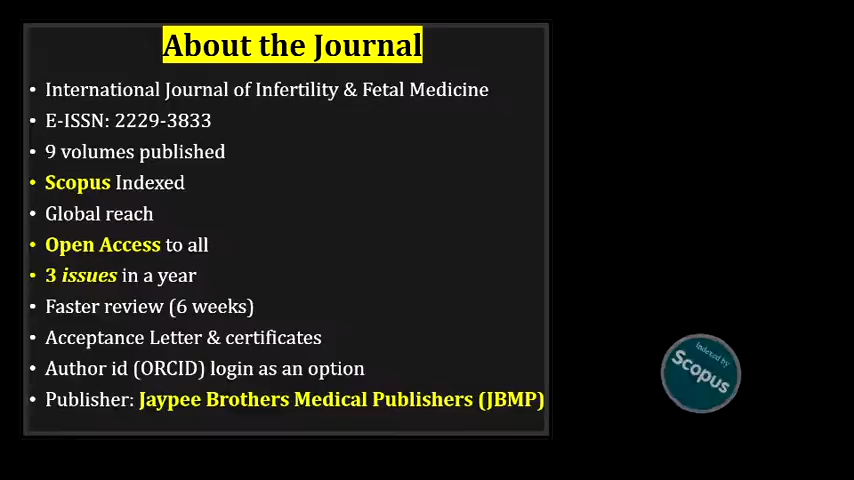 About the Journal
• International Journal of Infertility & Fetal Medicine
• E-ISSN: 2229-3833
• 9 volumes published
• Scopus Indexed
• Global reach
• Open Access to all
• 3 issues in a year
• Faster review (6 weeks)
• Acceptance Letter & certificates
• Author id (ORCID) login as an option
• Publisher: Jaypee Brothers Medical Publishers (JBMP)
Indexed by
Scopus